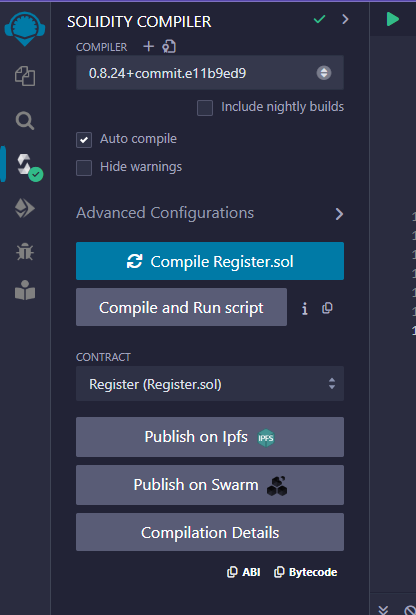 SOLIDITY COMPILER
COMPILER
0.8.24+commit.e11b9ed9
Include nightly builds
Auto compile
Hide warnings
Advanced Configurations
Compile Register.sol
Compile and Run script
i
CONTRACT
Register (Register.sol)
Publish on Ipfs IPFS
Publish on Swarm
Compilation Details
ABI Bytecode